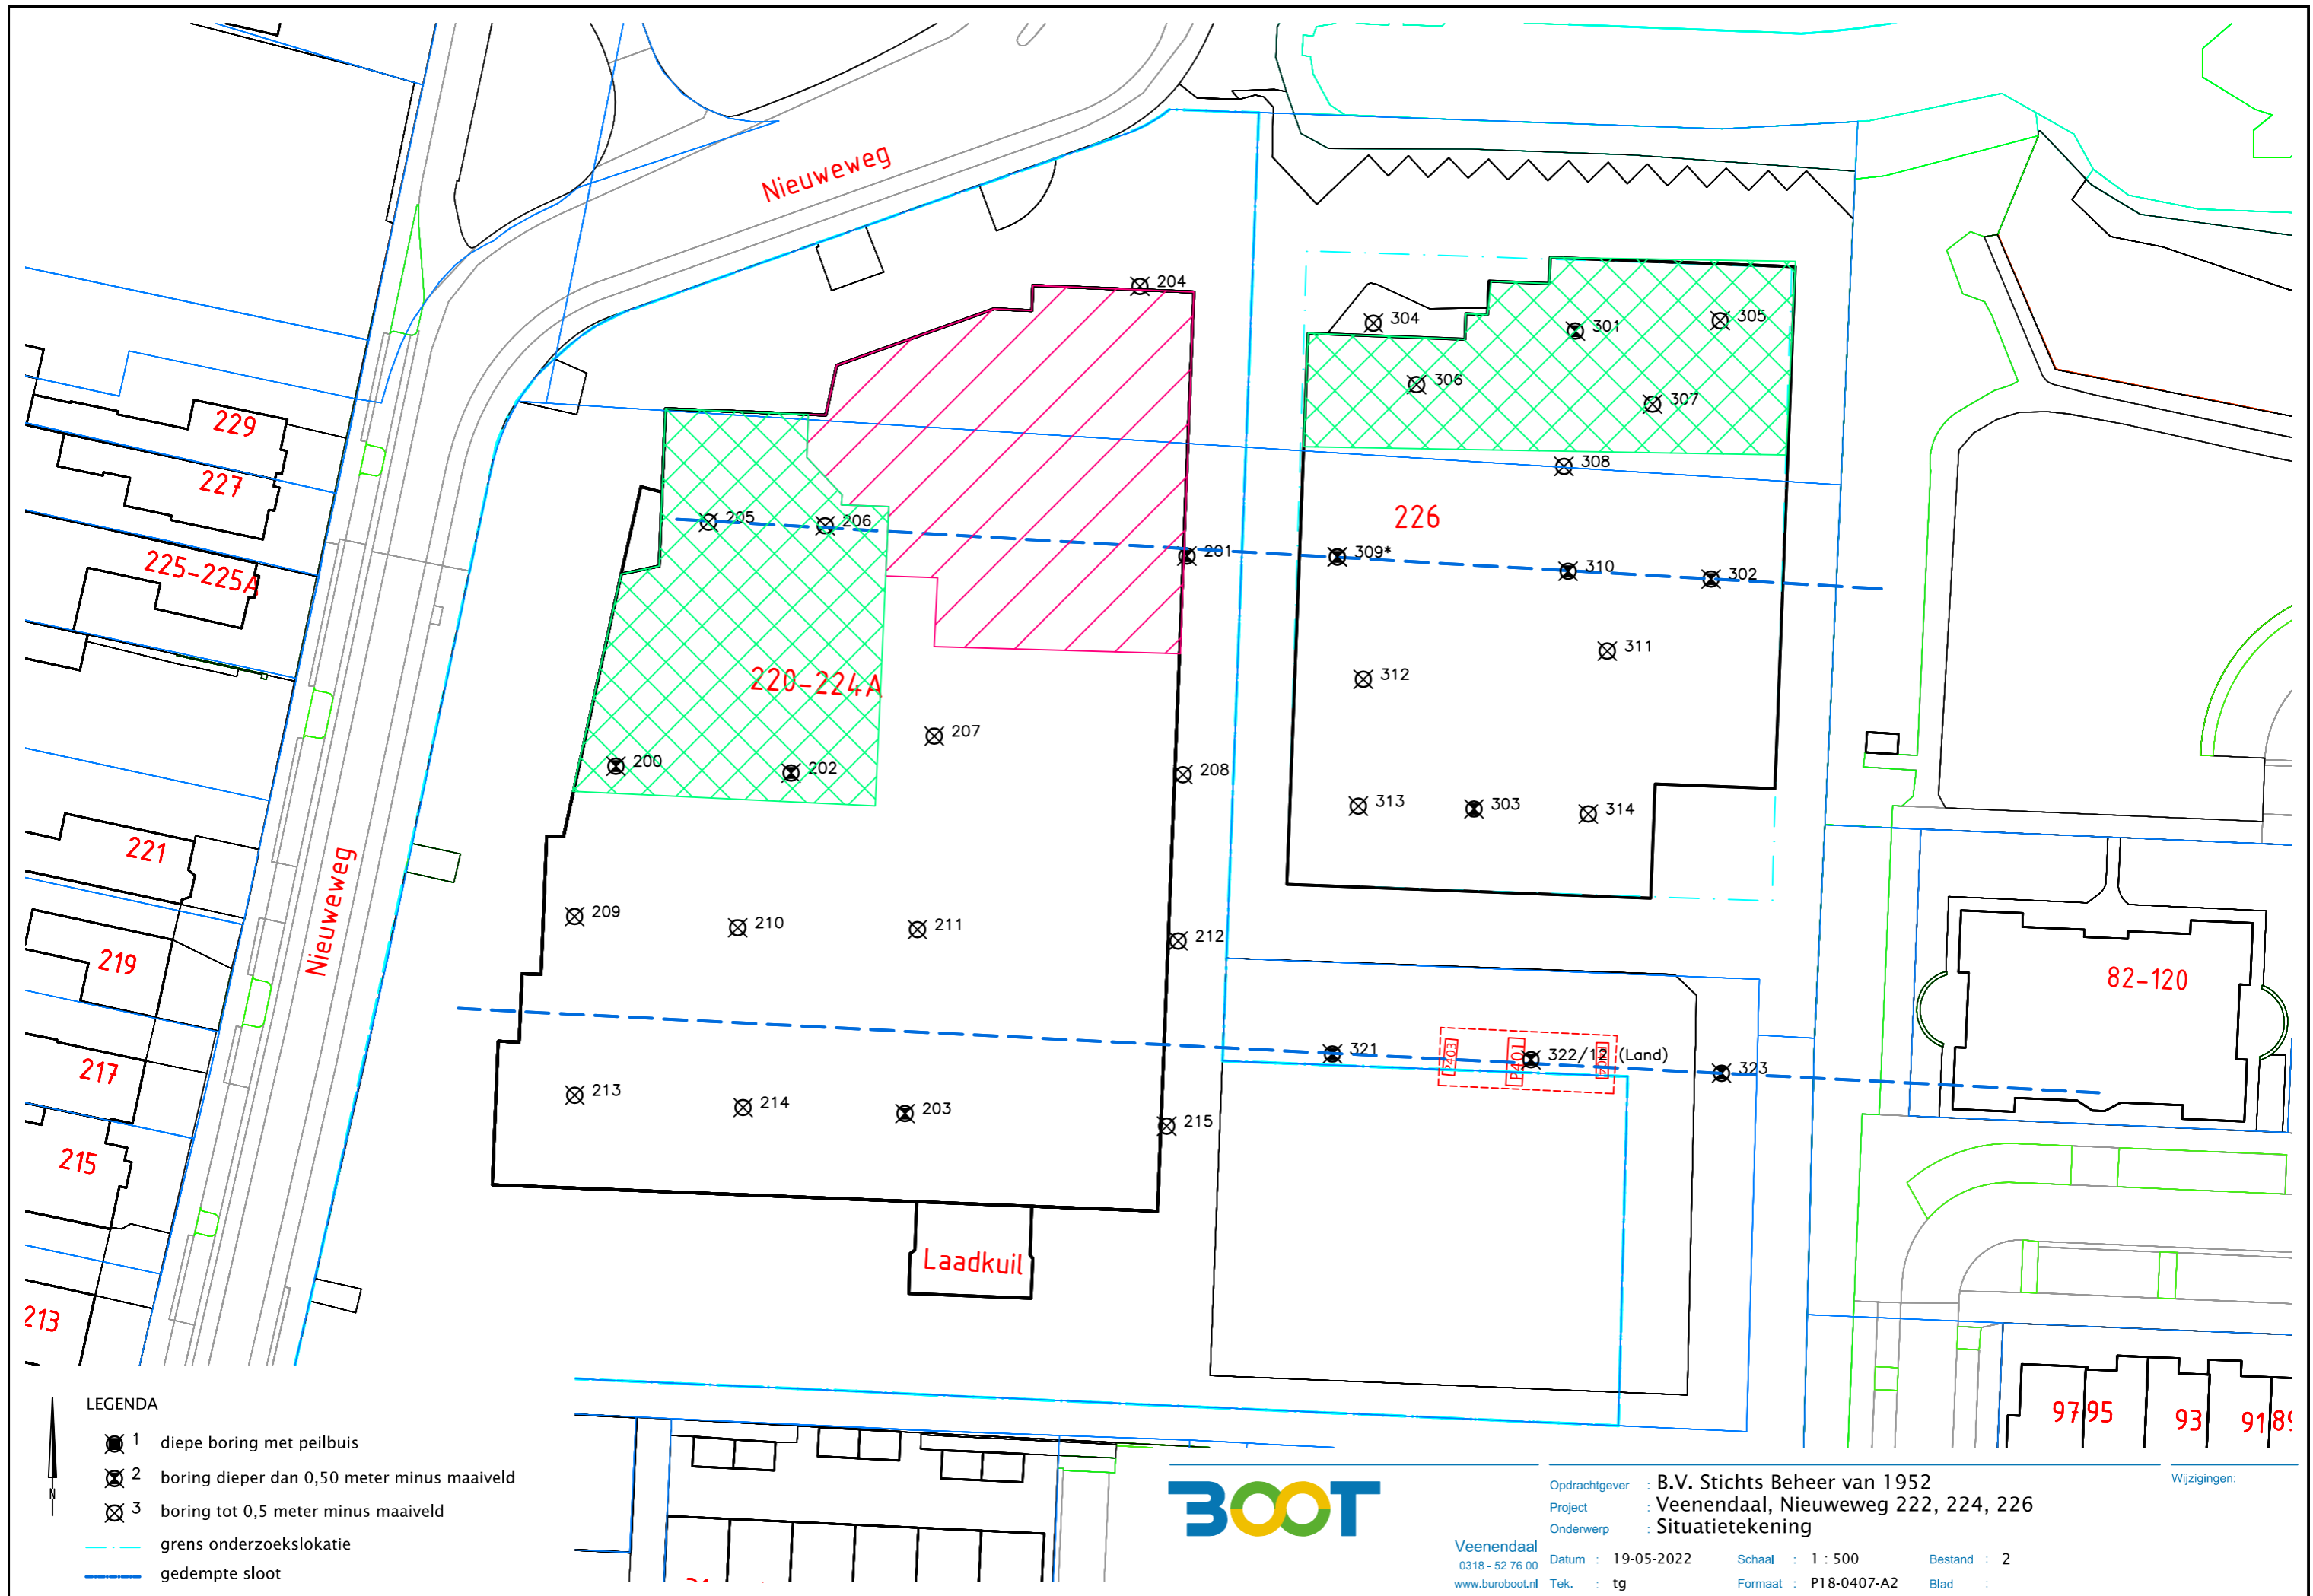 Nieuweweg
204
304
301
305
306
307
229
227
308
205
206
226
225-225A
201
309*
310
302
311
312
220-224A
207
200
202
208
313
303
314
221
Nieuweweg
209
210
211
212
219
82-120
217
321
P403
P401
322/12 (Land)
323
213
214
203
215
215
Laadkuil
213
97 95
93
91
LEGENDA
1 diepe boring met peilbuis
2 boring dieper dan 0,50 meter minus maaiveld
3 boring tot 0,5 meter minus maaiveld
grens onderzoekslokatie
gedempte sloot
N
BOOT
Veenendaal
0318 - 52 76 00
www.buroboot.nl
Opdrachtgever : B.V. Stichts Beheer van 1952
Project : Veenendaal, Nieuweweg 222, 224, 226
Onderwerp : Situatietekening
Datum : 19-05-2022 Schaal : 1 : 500 Bestand : 2
Tek. : tg Formaat : P18-0407-A2 Blad :
Wijzigingen: